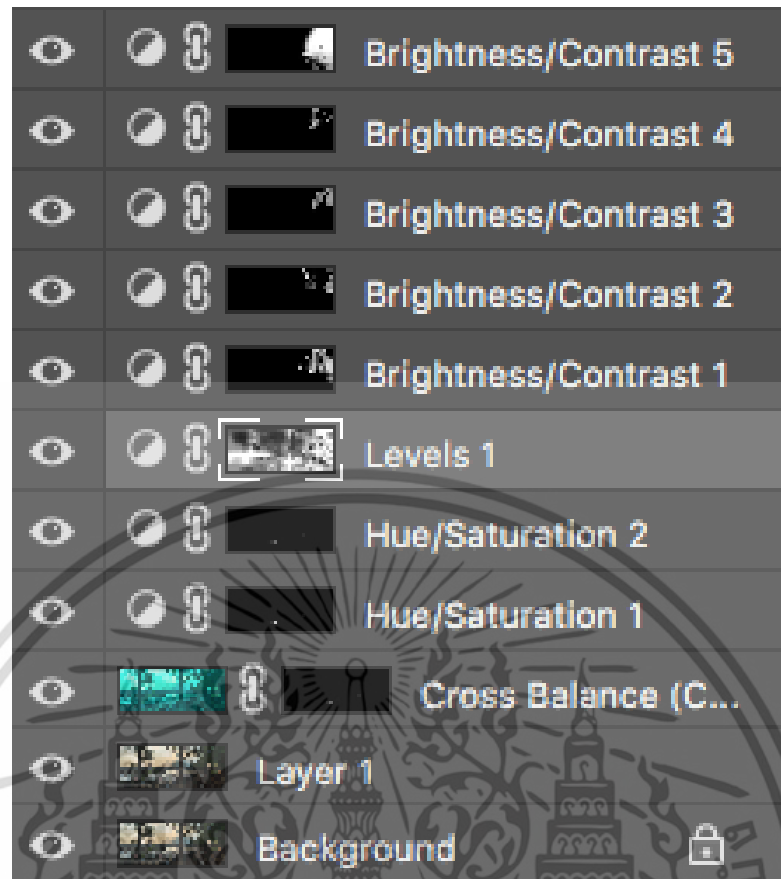 Brightness/Contrast 5
Brightness/Contrast 4
Brightness/Contrast 3
Brightness/Contrast 2
Brightness/Contrast 1
Levels 1
Hue/Saturation 2
Hue/Saturation 1
Cross Balance (C...
Layer 1
Background